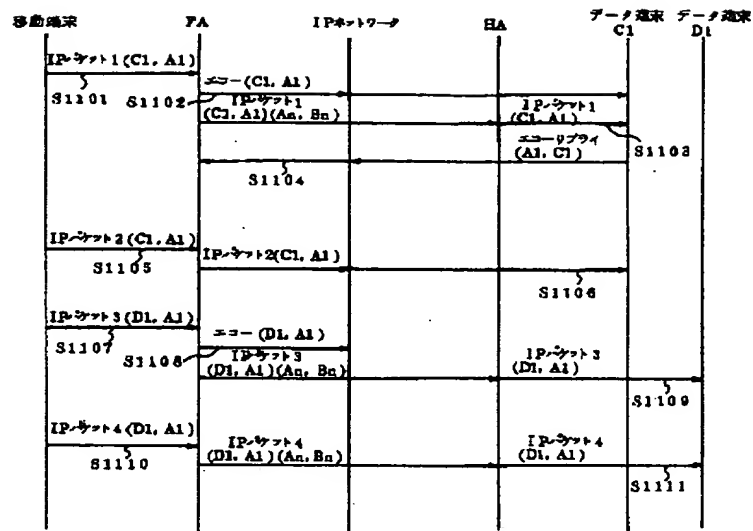 移動端末 FA IPネットワーク HA データ端末 C1 データ端末 D1
IPパケット1(C1, A1)
S1101
エコー(C1, A1)
S1102
IPパケット1
(C1, A1)(An, Bn)
IPパケット1
(C1, A1)
S1103
エコーリプライ
(A1, C1)
S1104
IPパケット2(C1, A1)
S1105
IPパケット2(C1, A1)
S1106
IPパケット3(D1, A1)
S1107
エコー(D1, A1)
S1108
IPパケット3
(D1, A1)(An, Bn)
IPパケット3
(D1, A1)
S1109
IPパケット4(D1, A1)
S1110
IPパケット4
(D1, A1)(An, Bn)
IPパケット4
(D1, A1)
S1111